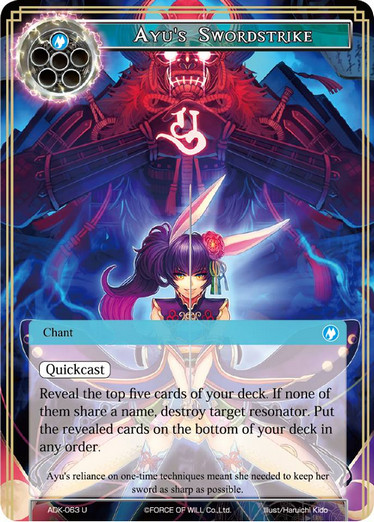 AYU'S SWORDSTRIKE
Chant
Quickcast
Reveal the top five cards of your deck. If none
of them share a name, destroy target resonator. Put
the revealed cards on the bottom of your deck in
any order.
Ayu's reliance on one-time techniques meant she needed to keep her
sword as sharp as possible.
ADK-063 U ©FORCE OF WILL Co.,Ltd. Illust/Haruichi Kido